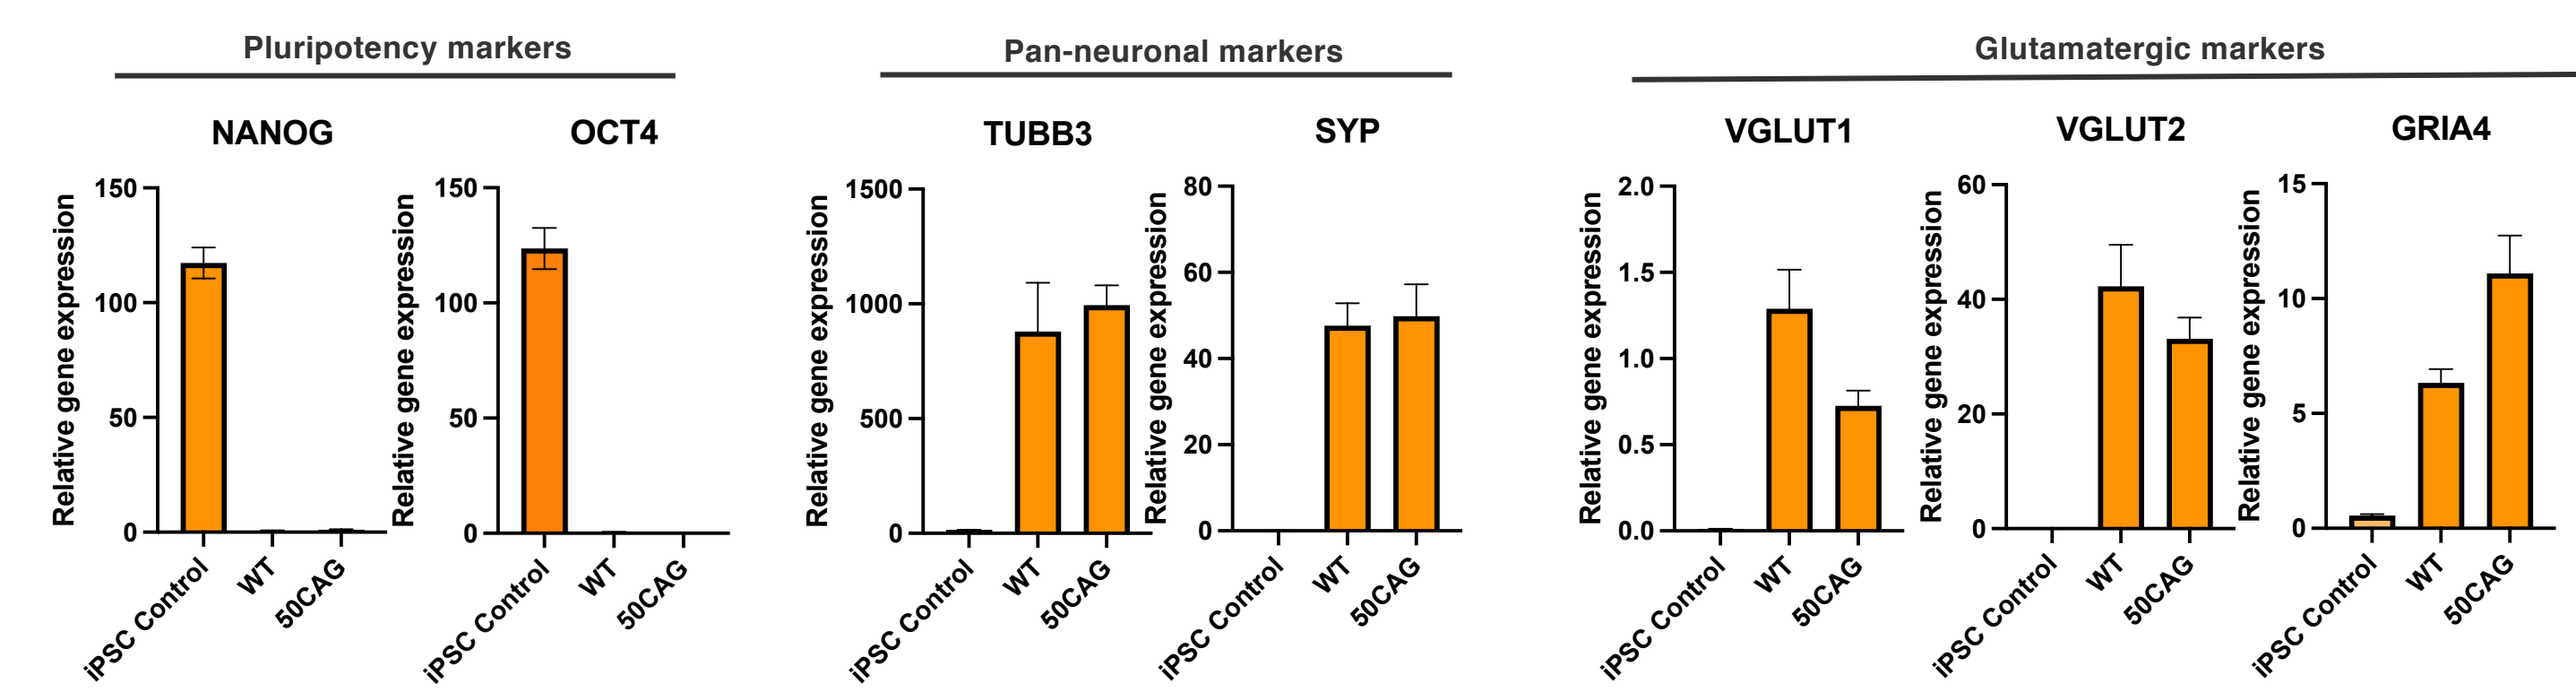 Pluripotency markers
NANOG
Relative gene expression
150
100
50
0
iPSC Control
WT
50CAG
OCT4
Relative gene expression
150
100
50
0
iPSC Control
WT
50CAG
Pan-neuronal markers
TUBB3
Relative gene expression
1500
1000
500
0
iPSC Control
WT
50CAG
SYP
Relative gene expression
80
60
40
20
0
iPSC Control
WT
50CAG
Glutamatergic markers
VGLUT1
Relative gene expression
2.0
1.5
1.0
0.5
0.0
iPSC Control
WT
50CAG
VGLUT2
Relative gene expression
60
40
20
0
iPSC Control
WT
50CAG
GRIA4
Relative gene expression
15
10
5
0
iPSC Control
WT
50CAG